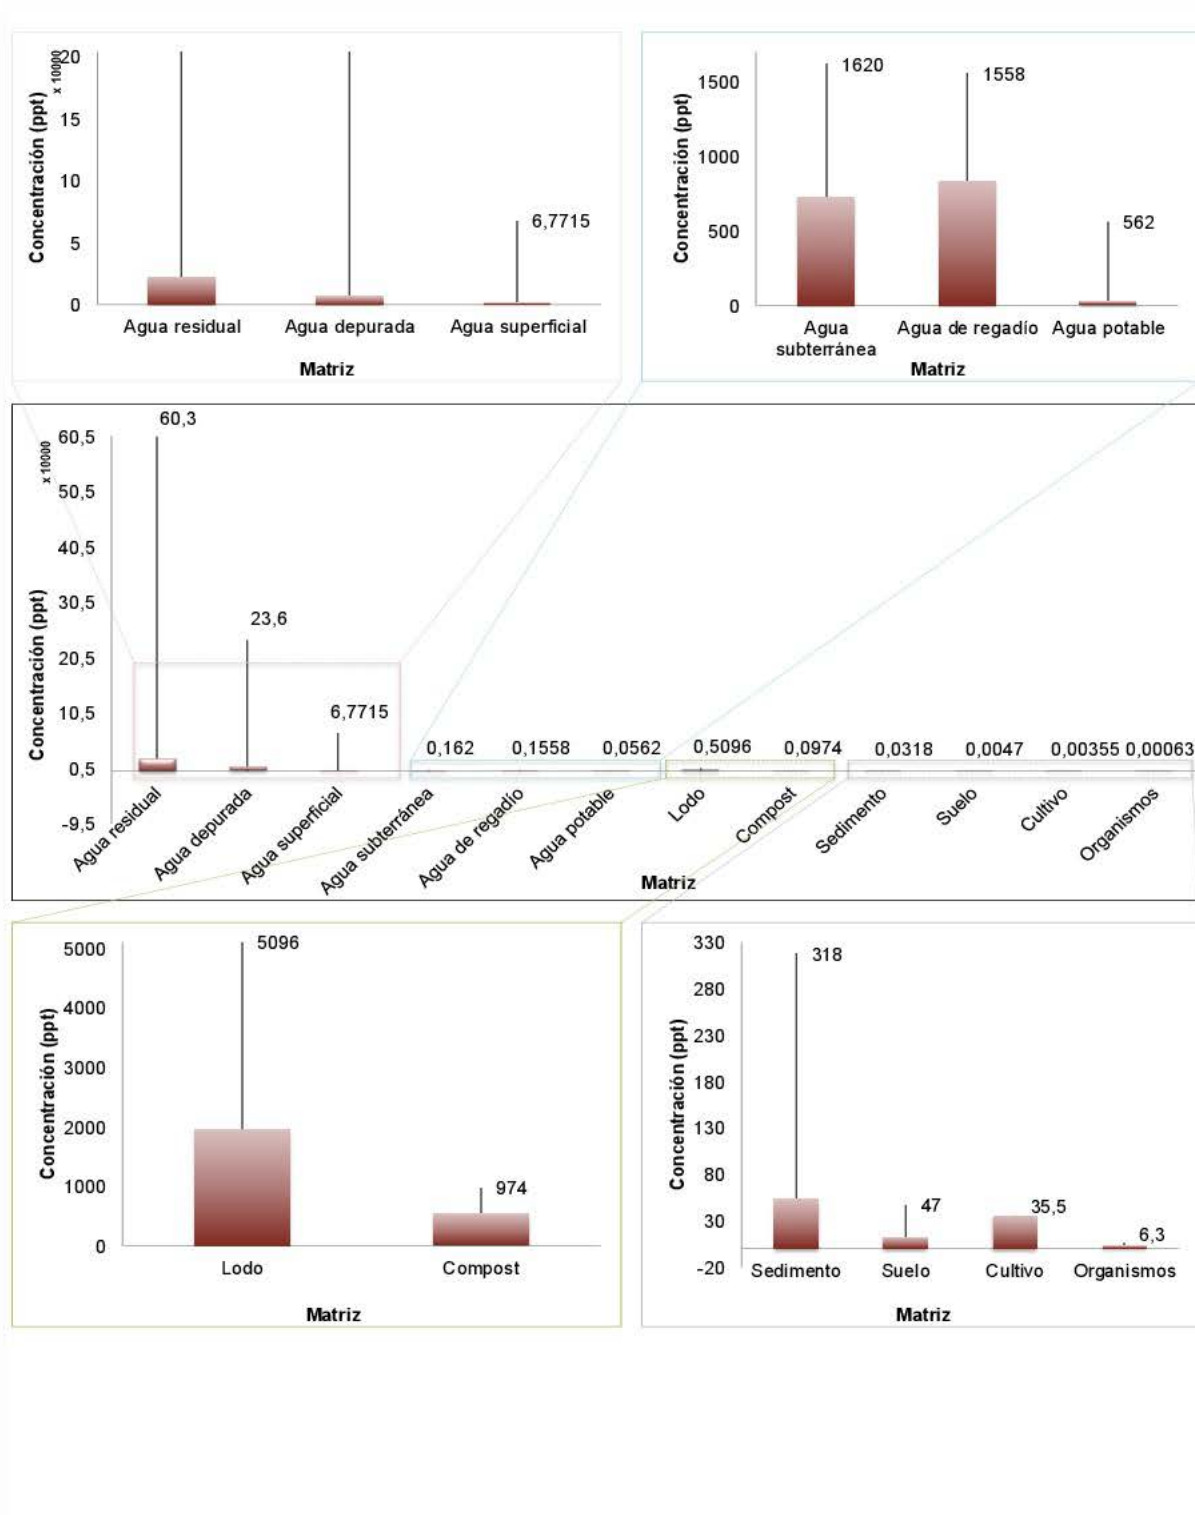 x 10000
Concentración (ppt)
20
15
10
5
0
6,7715
Agua residual Agua depurada Agua superficial
Matriz
Concentración (ppt)
1500
1000
500
0
1620
1558
562
Agua subterránea Agua de regadío Agua potable
Matriz
x 10000
Concentración (ppt)
60,5
50,5
40,5
30,5
20,5
10,5
0,5
-9,5
60,3
23,6
6,7715
0,162 0,1558 0,0562 0,5096 0,0974 0,0318 0,0047 0,00355 0,00063
Agua residual
Agua depurada
Agua superficial
Agua subterránea
Agua de regadío
Agua potable
Lodo
Compost
Sedimento
Suelo
Cultivo
Organismos
Matriz
Concentración (ppt)
5000
4000
3000
2000
1000
0
5096
974
Lodo Compost
Matriz
Concentración (ppt)
330
280
230
180
130
80
30
-20
318
47
35,5
6,3
Sedimento Suelo Cultivo Organismos
Matriz